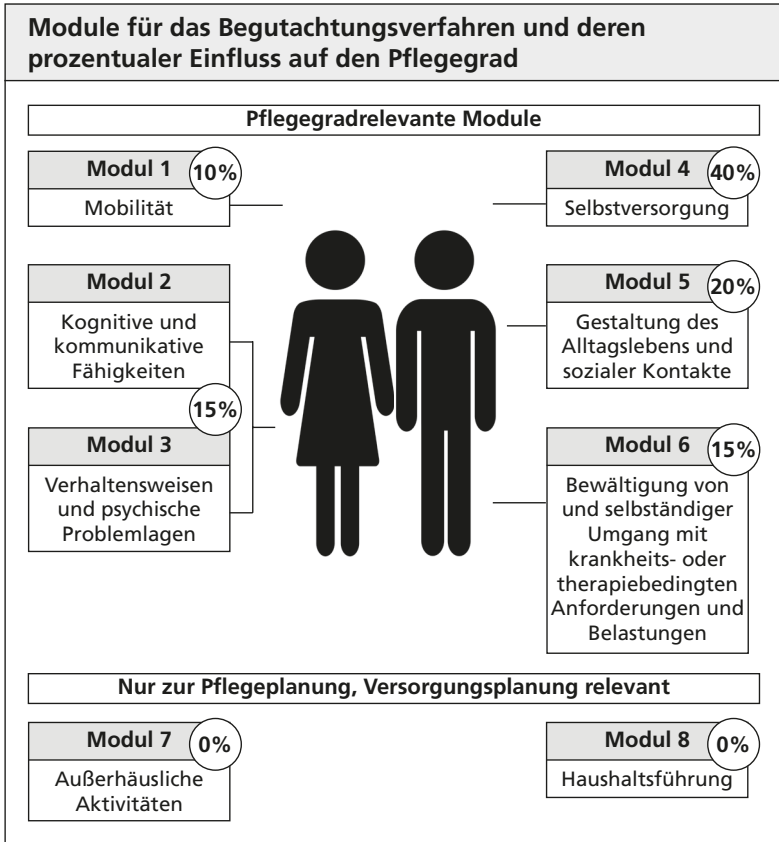 Module für das Begutachtungsverfahren und deren
prozentualer Einfluss auf den Pflegegrad
Pflegegradrelevante Module
Modul 1
10%
Mobilität
Modul 2
Kognitive und
kommunikative
Fähigkeiten
15%
Modul 3
Verhaltensweisen
und psychische
Problemlagen
Modul 4
40%
Selbstversorgung
Modul 5
20%
Gestaltung des
Alltagslebens und
sozialer Kontakte
Modul 6
15%
Bewältigung von
und selbständiger
Umgang mit
krankheits- oder
therapiebedingten
Anforderungen und
Belastungen
Nur zur Pflegeplanung, Versorgungsplanung relevant
Modul 7
0%
Außerhäusliche
Aktivitäten
Modul 8
0%
Haushaltsführung